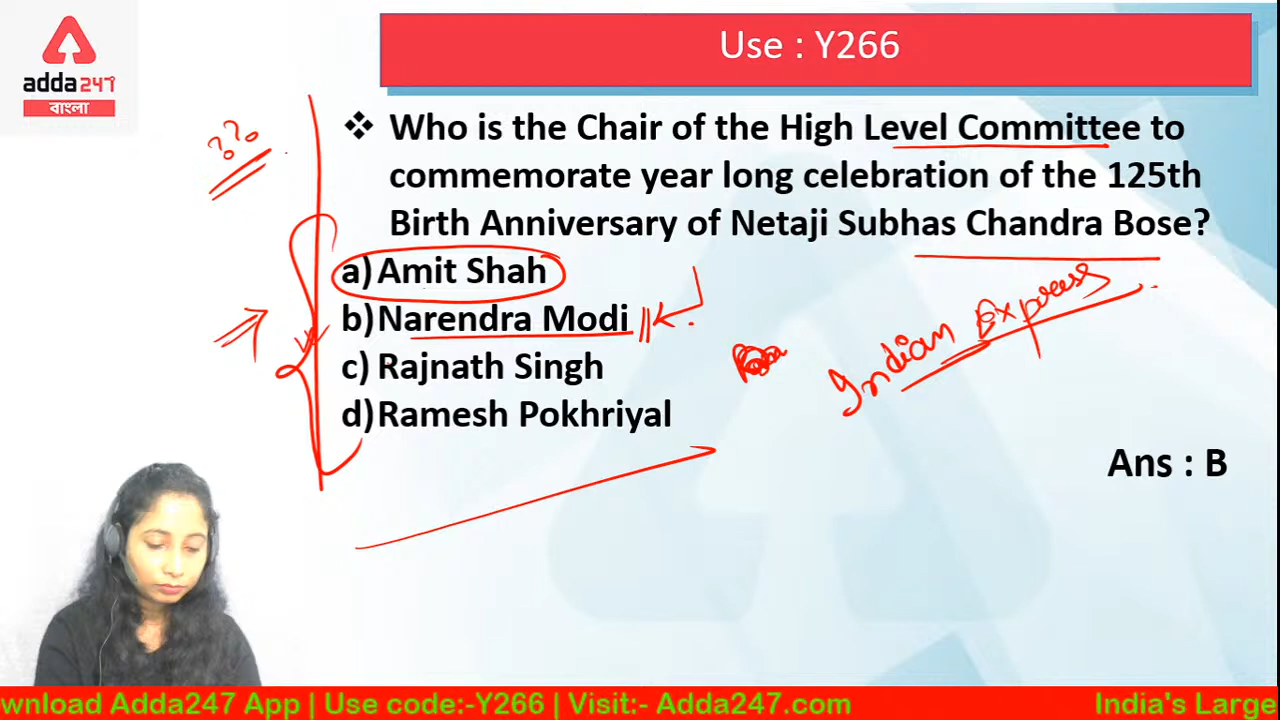 adda247
বাংলা
Use : Y266
??
❖ Who is the Chair of the High Level Committee to
commemorate year long celebration of the 125th
Birth Anniversary of Netaji Subhas Chandra Bose?
a) Amit Shah
b) Narendra Modi
c) Rajnath Singh
d) Ramesh Pokhriyal
Indian Express
Ans : B
wnload Adda247 App | Use code:-Y266 | Visit:- Adda247.com India's Large